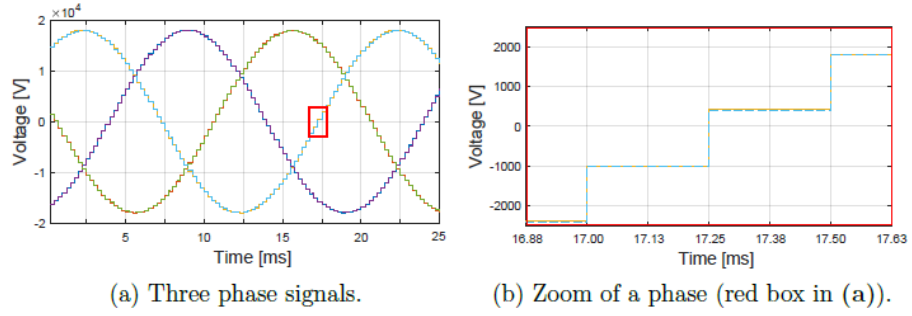 ×10⁴
2
1
0
-1
-2
Voltage [V]
5
10
15
20
25
Time [ms]
(a) Three phase signals.
2000
1000
0
-1000
-2000
Voltage [V]
16.88 17.00 17.13 17.25 17.38 17.50 17.63
Time [ms]
(b) Zoom of a phase (red box in (a)).